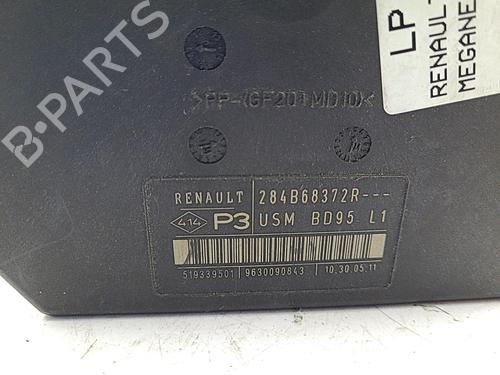 LP
RENAULT
MEGANE
>PP-(GF20+MD10)<
RENAULT
284B68372R---
414
P3
USM BD95 L1
519339501
9630090843
10.30.05.11
B-PARTS